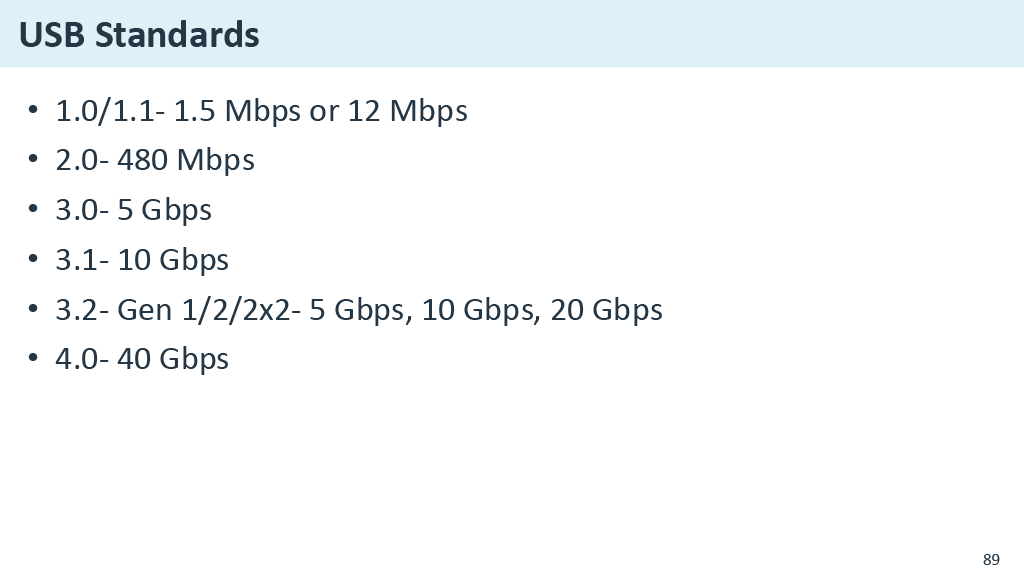 USB Standards
• 1.0/1.1- 1.5 Mbps or 12 Mbps
• 2.0- 480 Mbps
• 3.0- 5 Gbps
• 3.1- 10 Gbps
• 3.2- Gen 1/2/2x2- 5 Gbps, 10 Gbps, 20 Gbps
• 4.0- 40 Gbps
89